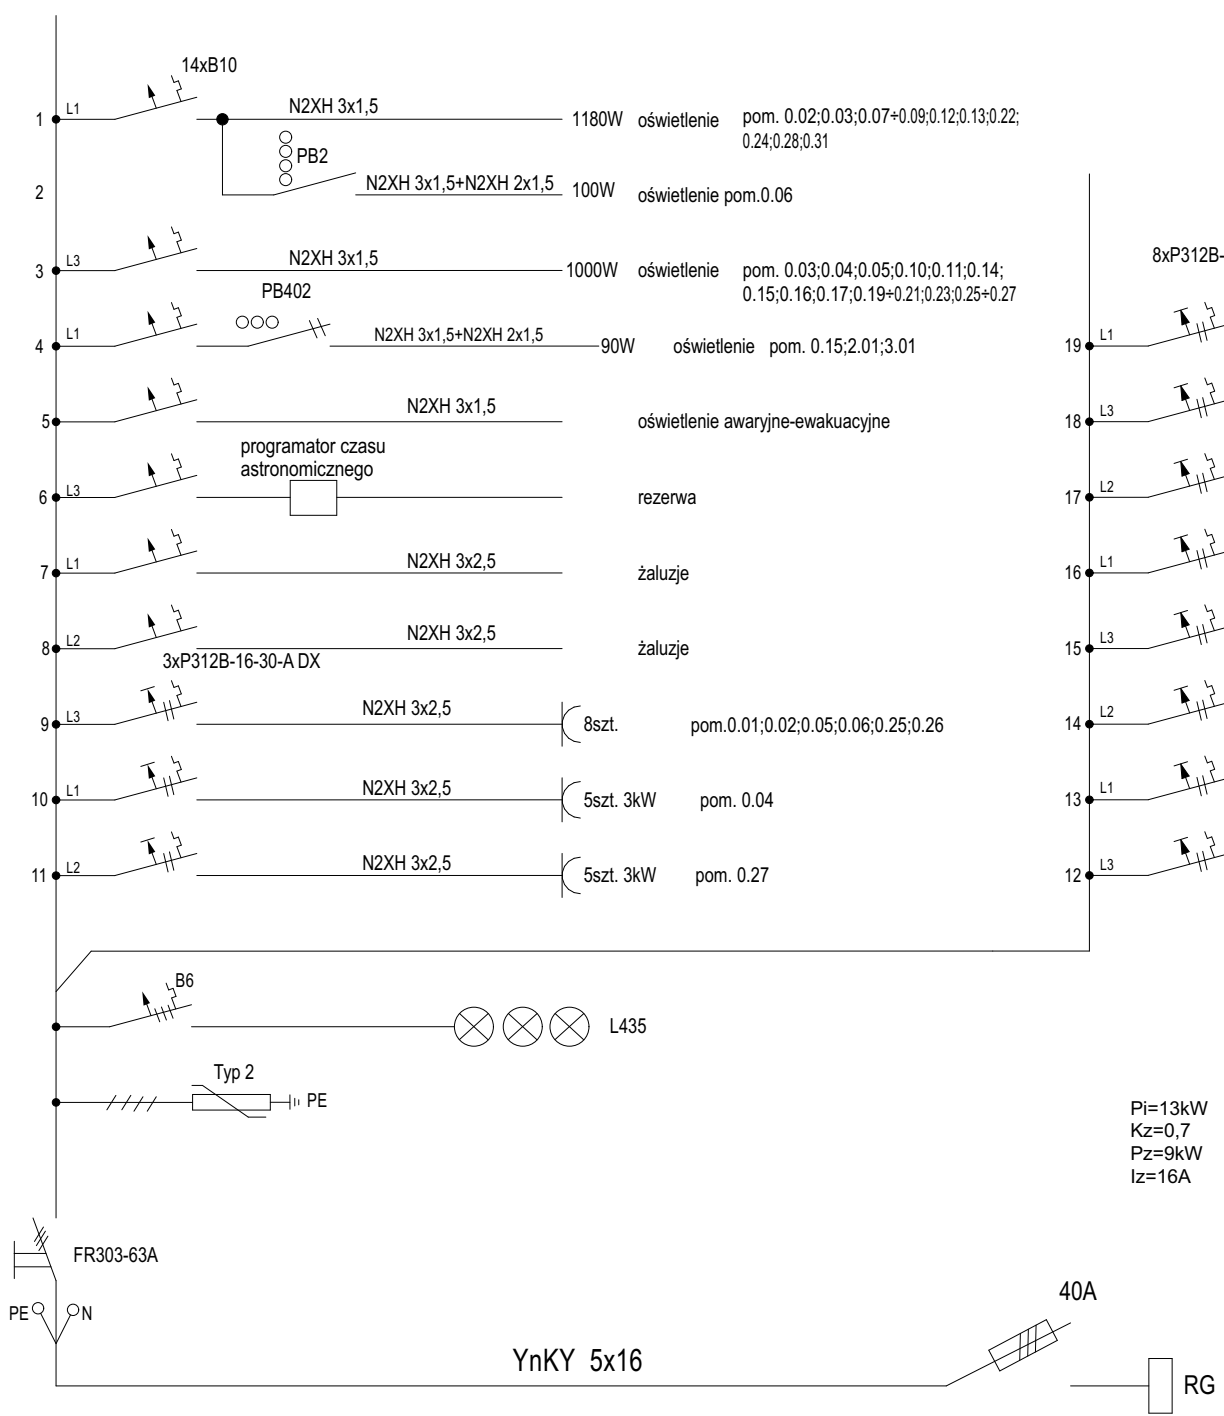 14xB10
1 L1 N2XH 3x1,5 1180W oświetlenie pom. 0.02;0.03;0.07÷0.09;0.12;0.13;0.22;
0.24;0.28;0.31
PB2
2 N2XH 3x1,5+N2XH 2x1,5 100W oświetlenie pom.0.06
3 L3 N2XH 3x1,5 1000W oświetlenie pom. 0.03;0.04;0.05;0.10;0.11;0.14;
0.15;0.16;0.17;0.19÷0.21;0.23;0.25÷0.27
PB402
4 L1 N2XH 3x1,5+N2XH 2x1,5 90W oświetlenie pom. 0.15;2.01;3.01
5 N2XH 3x1,5 oświetlenie awaryjne-ewakuacyjne
programator czasu
astronomicznego
6 L3 rezerwa
7 L1 N2XH 3x2,5 żaluzje
8 L2 N2XH 3x2,5 żaluzje
3xP312B-16-30-A DX
9 L3 N2XH 3x2,5 8szt. pom.0.01;0.02;0.05;0.06;0.25;0.26
10 L1 N2XH 3x2,5 5szt. 3kW pom. 0.04
11 L2 N2XH 3x2,5 5szt. 3kW pom. 0.27
8xP312B-
19 L1
18 L3
17 L2
16 L1
15 L3
14 L2
13 L1
12 L3
B6
L435
Typ 2
PE
Pi=13kW
Kz=0,7
Pz=9kW
Iz=16A
FR303-63A
PE N
40A
YnKY 5x16
RG